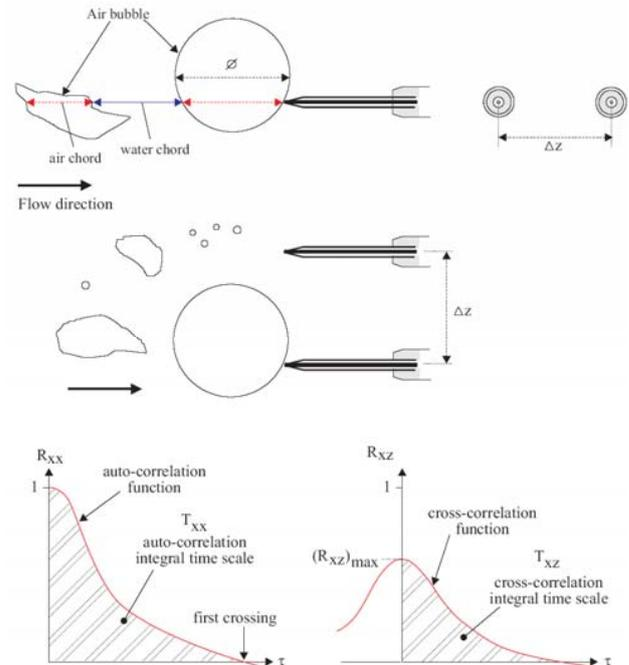 Air bubble
Ø
air chord
water chord
Δz
Flow direction
Δz
Rxx
1
auto-correlation
function
Txx
auto-correlation
integral time scale
first crossing
τ
Rxz
1
(Rxz)max
cross-correlation
function
Txz
cross-correlation
integral time scale
τ